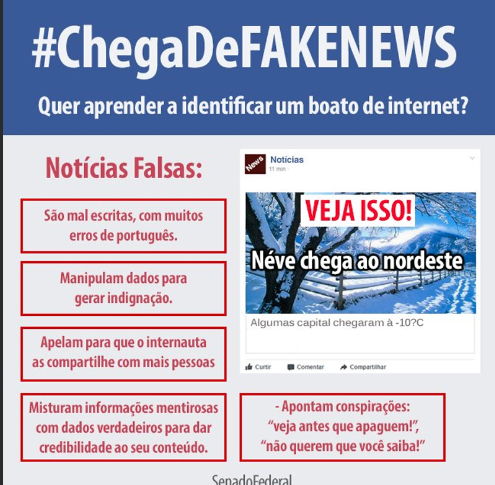 #ChegaDeFAKENEWS
Quer aprender a identificar um boato de internet?
Notícias Falsas:
São mal escritas, com muitos
erros de português.
Manipulam dados para
gerar indignação.
Apelam para que o internauta
as compartilhe com mais pessoas
Misturam informações mentirosas
com dados verdadeiros para dar
credibilidade ao seu conteúdo.
News
Notícias
11 min
VEJA ISSO!
Néve chega ao nordeste
Algumas capital chegaram à -10?C
Curtir Comentar Compartilhar
- Apontam conspirações:
“veja antes que apaguem!”,
“não querem que você saiba!”
SenadoFederal